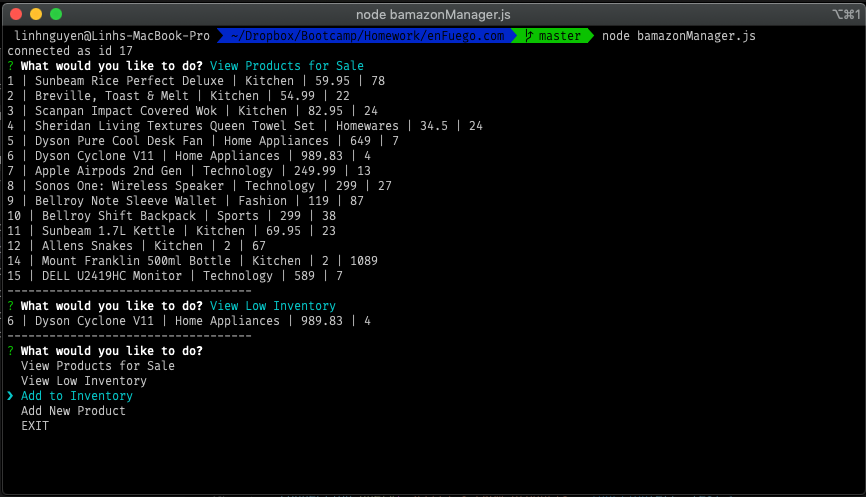 node bamazonManager.js
⌥⌘1
linhnguyen@Linhs-MacBook-Pro ~/Dropbox/Bootcamp/Homework/enFuego.com master node bamazonManager.js
connected as id 17
? What would you like to do? View Products for Sale
1 | Sunbeam Rice Perfect Deluxe | Kitchen | 59.95 | 78
2 | Breville, Toast & Melt | Kitchen | 54.99 | 22
3 | Scanpan Impact Covered Wok | Kitchen | 82.95 | 24
4 | Sheridan Living Textures Queen Towel Set | Homewares | 34.5 | 24
5 | Dyson Pure Cool Desk Fan | Home Appliances | 649 | 7
6 | Dyson Cyclone V11 | Home Appliances | 989.83 | 4
7 | Apple Airpods 2nd Gen | Technology | 249.99 | 13
8 | Sonos One: Wireless Speaker | Technology | 299 | 27
9 | Bellroy Note Sleeve Wallet | Fashion | 119 | 87
10 | Bellroy Shift Backpack | Sports | 299 | 38
11 | Sunbeam 1.7L Kettle | Kitchen | 69.95 | 23
12 | Allens Snakes | Kitchen | 2 | 67
14 | Mount Franklin 500ml Bottle | Kitchen | 2 | 1089
15 | DELL U2419HC Monitor | Technology | 589 | 7
-----------------------------------
? What would you like to do? View Low Inventory
6 | Dyson Cyclone V11 | Home Appliances | 989.83 | 4
-----------------------------------
? What would you like to do?
View Products for Sale
View Low Inventory
❯ Add to Inventory
Add New Product
EXIT